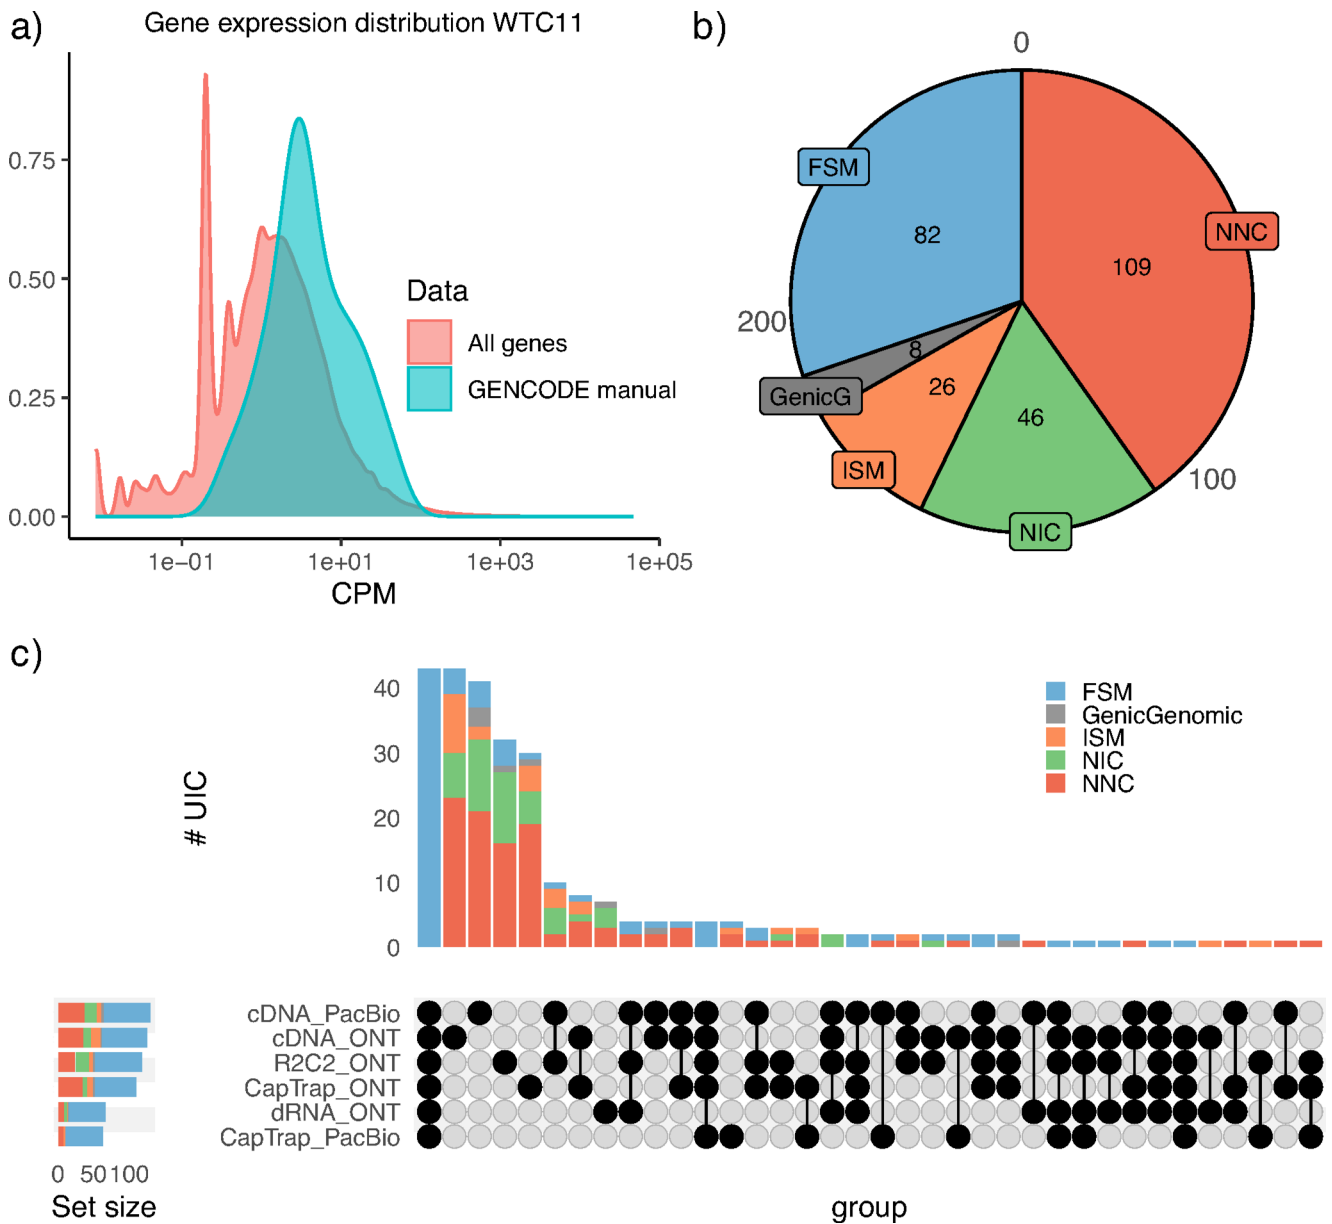 a)
Gene expression distribution WTC11
0.75
0.50
0.25
0.00
1e−01
1e+01
1e+03
1e+05
CPM
Data
All genes
GENCODE manual
b)
0
FSM
NNC
82
109
200
8
GenicG
26
46
ISM
100
NIC
c)
# UIC
40
30
20
10
0
FSM
GenicGenomic
ISM
NIC
NNC
cDNA_PacBio
cDNA_ONT
R2C2_ONT
CapTrap_ONT
dRNA_ONT
CapTrap_PacBio
0 50 100
Set size
group